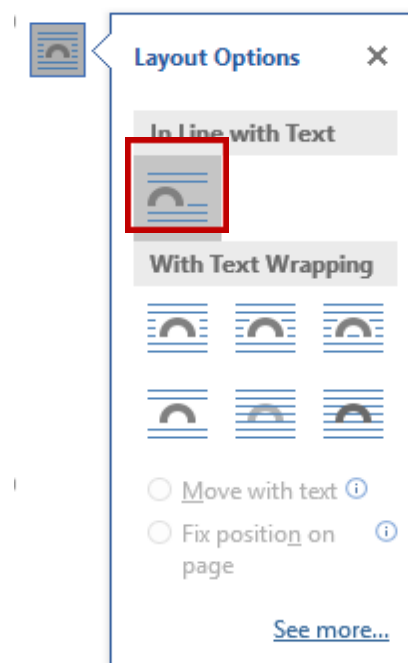 Layout Options
In Line with Text
With Text Wrapping
Move with text
Fix position on
page
See more...